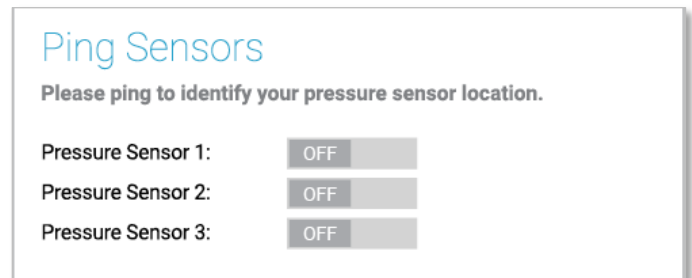 Ping Sensors
Please ping to identify your pressure sensor location.
Pressure Sensor 1: OFF
Pressure Sensor 2: OFF
Pressure Sensor 3: OFF